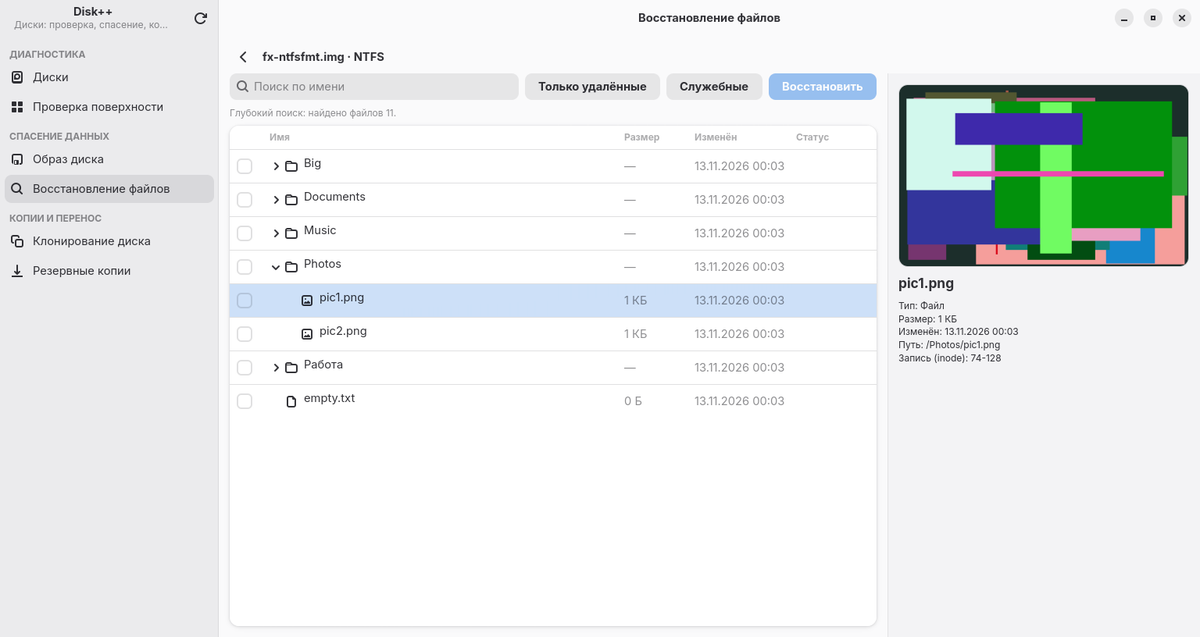 Disk++
Диски: проверка, спасение, ко...
Восстановление файлов
ДИАГНОСТИКА
Диски
Проверка поверхности
СПАСЕНИЕ ДАННЫХ
Образ диска
Восстановление файлов
КОПИИ И ПЕРЕНОС
Клонирование диска
Резервные копии
fx-ntfsfmt.img · NTFS
Поиск по имени
Только удалённые
Служебные
Восстановить
Глубокий поиск: найдено файлов 11.
Имя Размер Изменён Статус
Big — 13.11.2026 00:03
Documents — 13.11.2026 00:03
Music — 13.11.2026 00:03
Photos — 13.11.2026 00:03
pic1.png 1 КБ 13.11.2026 00:03
pic2.png 1 КБ 13.11.2026 00:03
Работа — 13.11.2026 00:03
empty.txt 0 Б 13.11.2026 00:03
pic1.png
Тип: Файл
Размер: 1 КБ
Изменён: 13.11.2026 00:03
Путь: /Photos/pic1.png
Запись (inode): 74-128